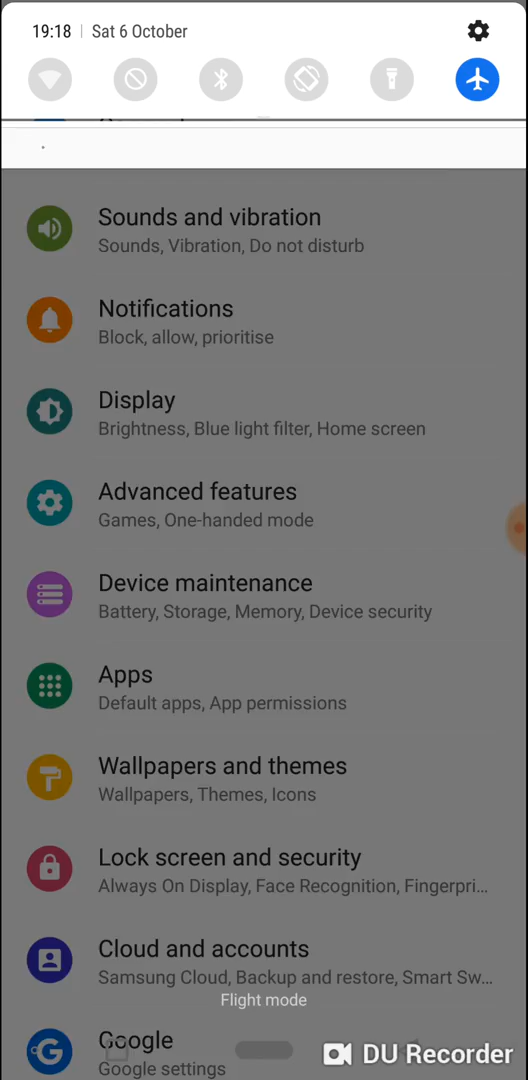 19:18 | Sat 6 October
Sounds and vibration
Sounds, Vibration, Do not disturb
Notifications
Block, allow, prioritise
Display
Brightness, Blue light filter, Home screen
Advanced features
Games, One-handed mode
Device maintenance
Battery, Storage, Memory, Device security
Apps
Default apps, App permissions
Wallpapers and themes
Wallpapers, Themes, Icons
Lock screen and security
Always On Display, Face Recognition, Fingerpri...
Cloud and accounts
Samsung Cloud, Backup and restore, Smart Sw...
Flight mode
Google
Google settings
DU Recorder